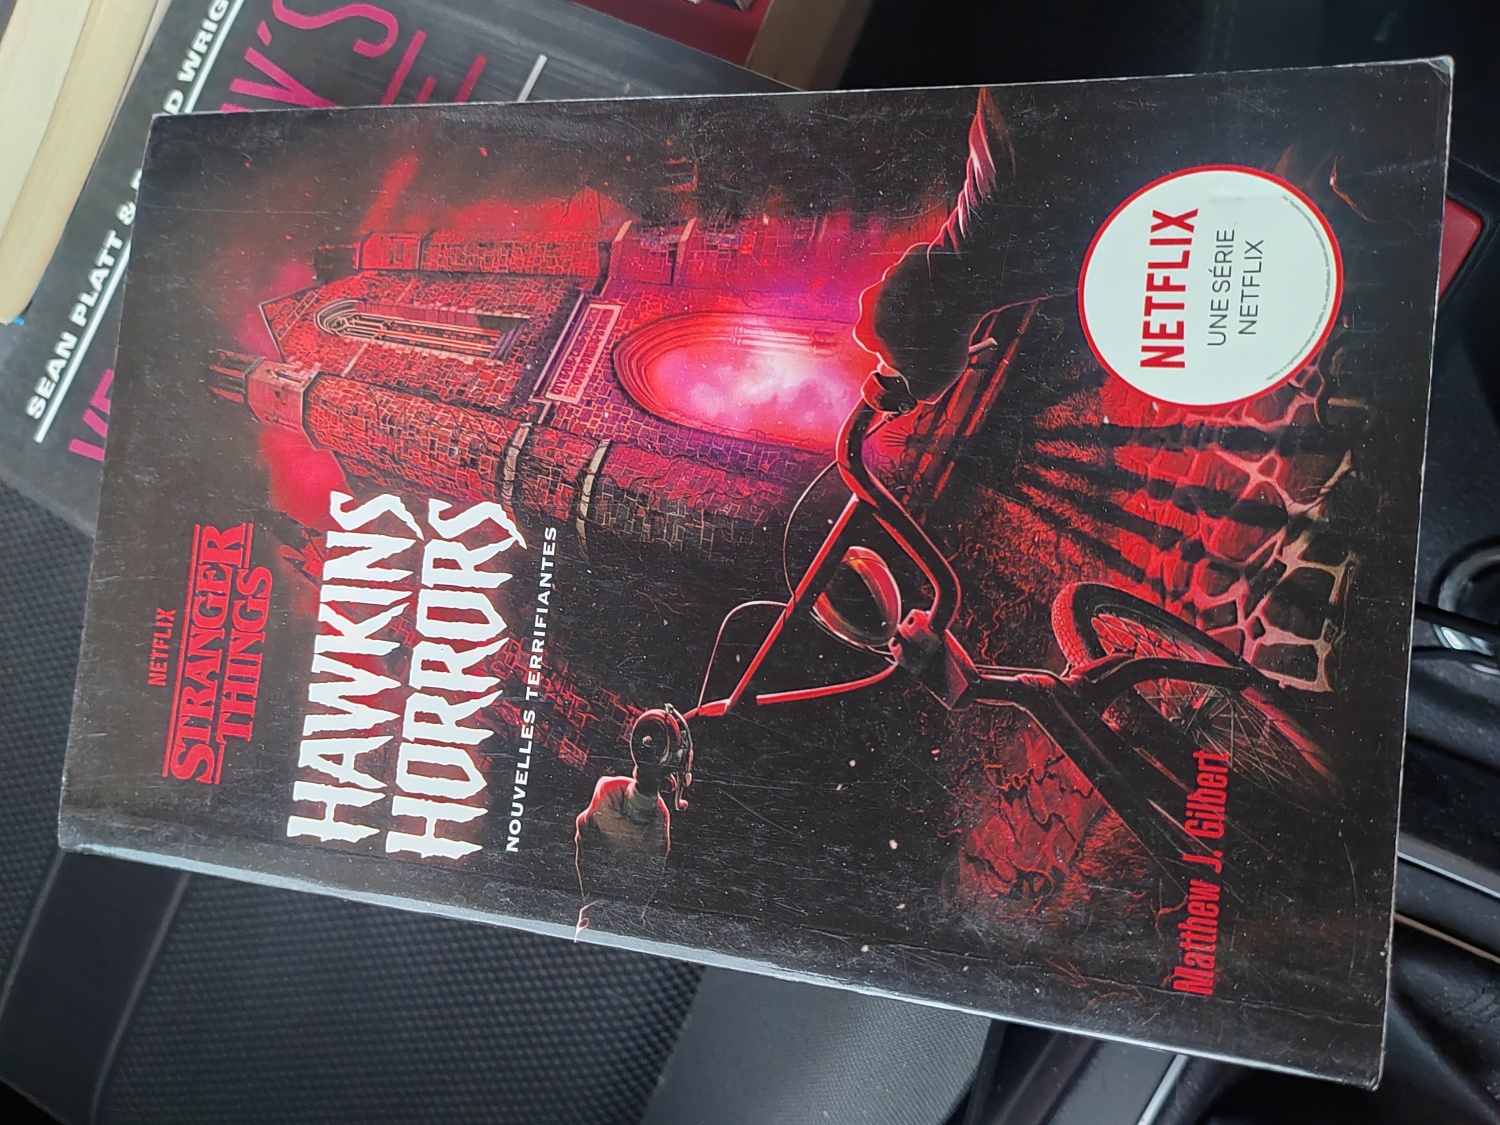 NETFLIX
STRANGER
THINGS
HAWKINS
HORRORS
NOUVELLES TERRIFIANTES
NETFLIX
UNE SÉRIE
NETFLIX
Matthew J. Gilbert
SEAN PLATT &